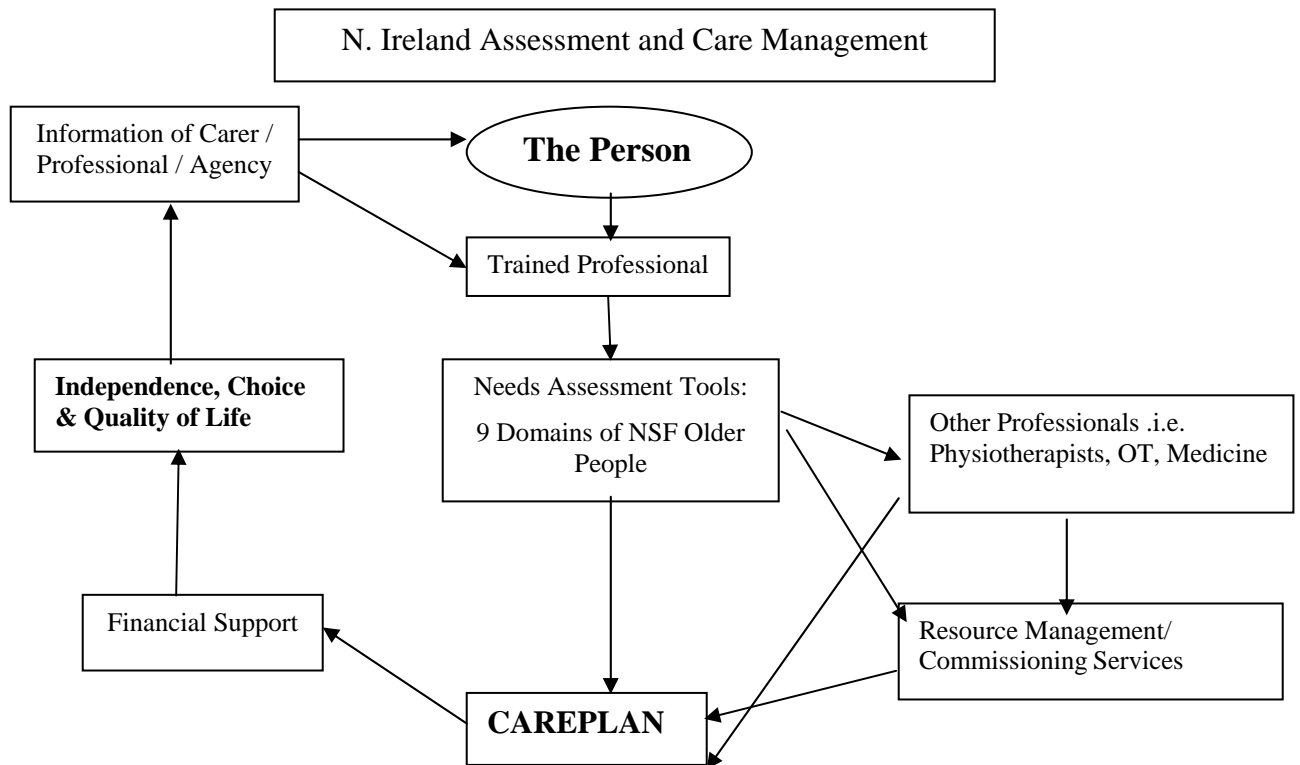 N. Ireland Assessment and Care Management
Information of Carer /
Professional / Agency
The Person
Trained Professional
Independence, Choice
& Quality of Life
Needs Assessment Tools:
9 Domains of NSF Older
People
Other Professionals .i.e.
Physiotherapists, OT, Medicine
Financial Support
Resource Management/
Commissioning Services
CAREPLAN